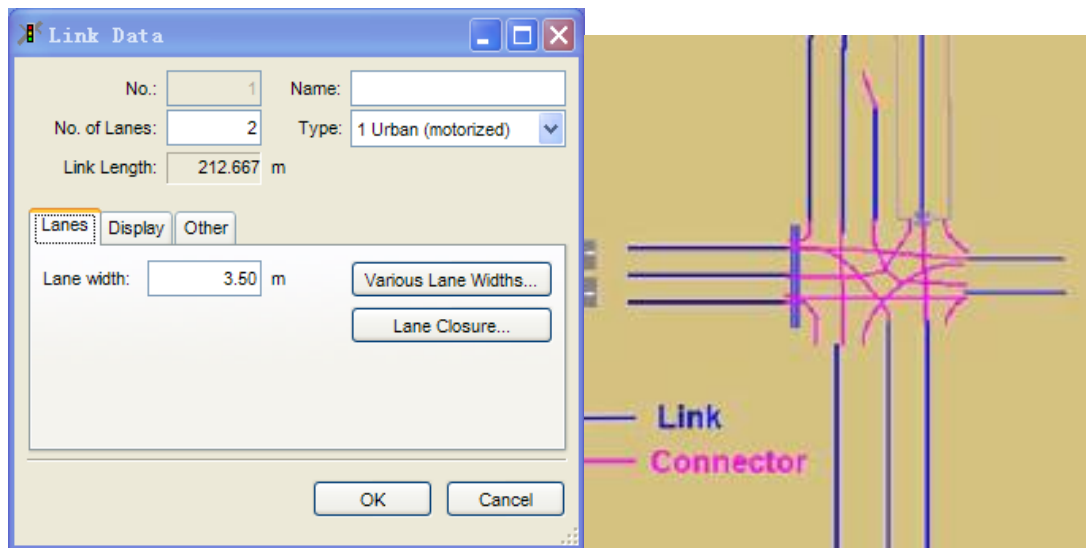 Link Data
No.: 1 Name:
No. of Lanes: 2 Type: 1 Urban (motorized)
Link Length: 212.667 m
Lanes Display Other
Lane width: 3.50 m Various Lane Widths...
Lane Closure...
OK Cancel
Link
Connector